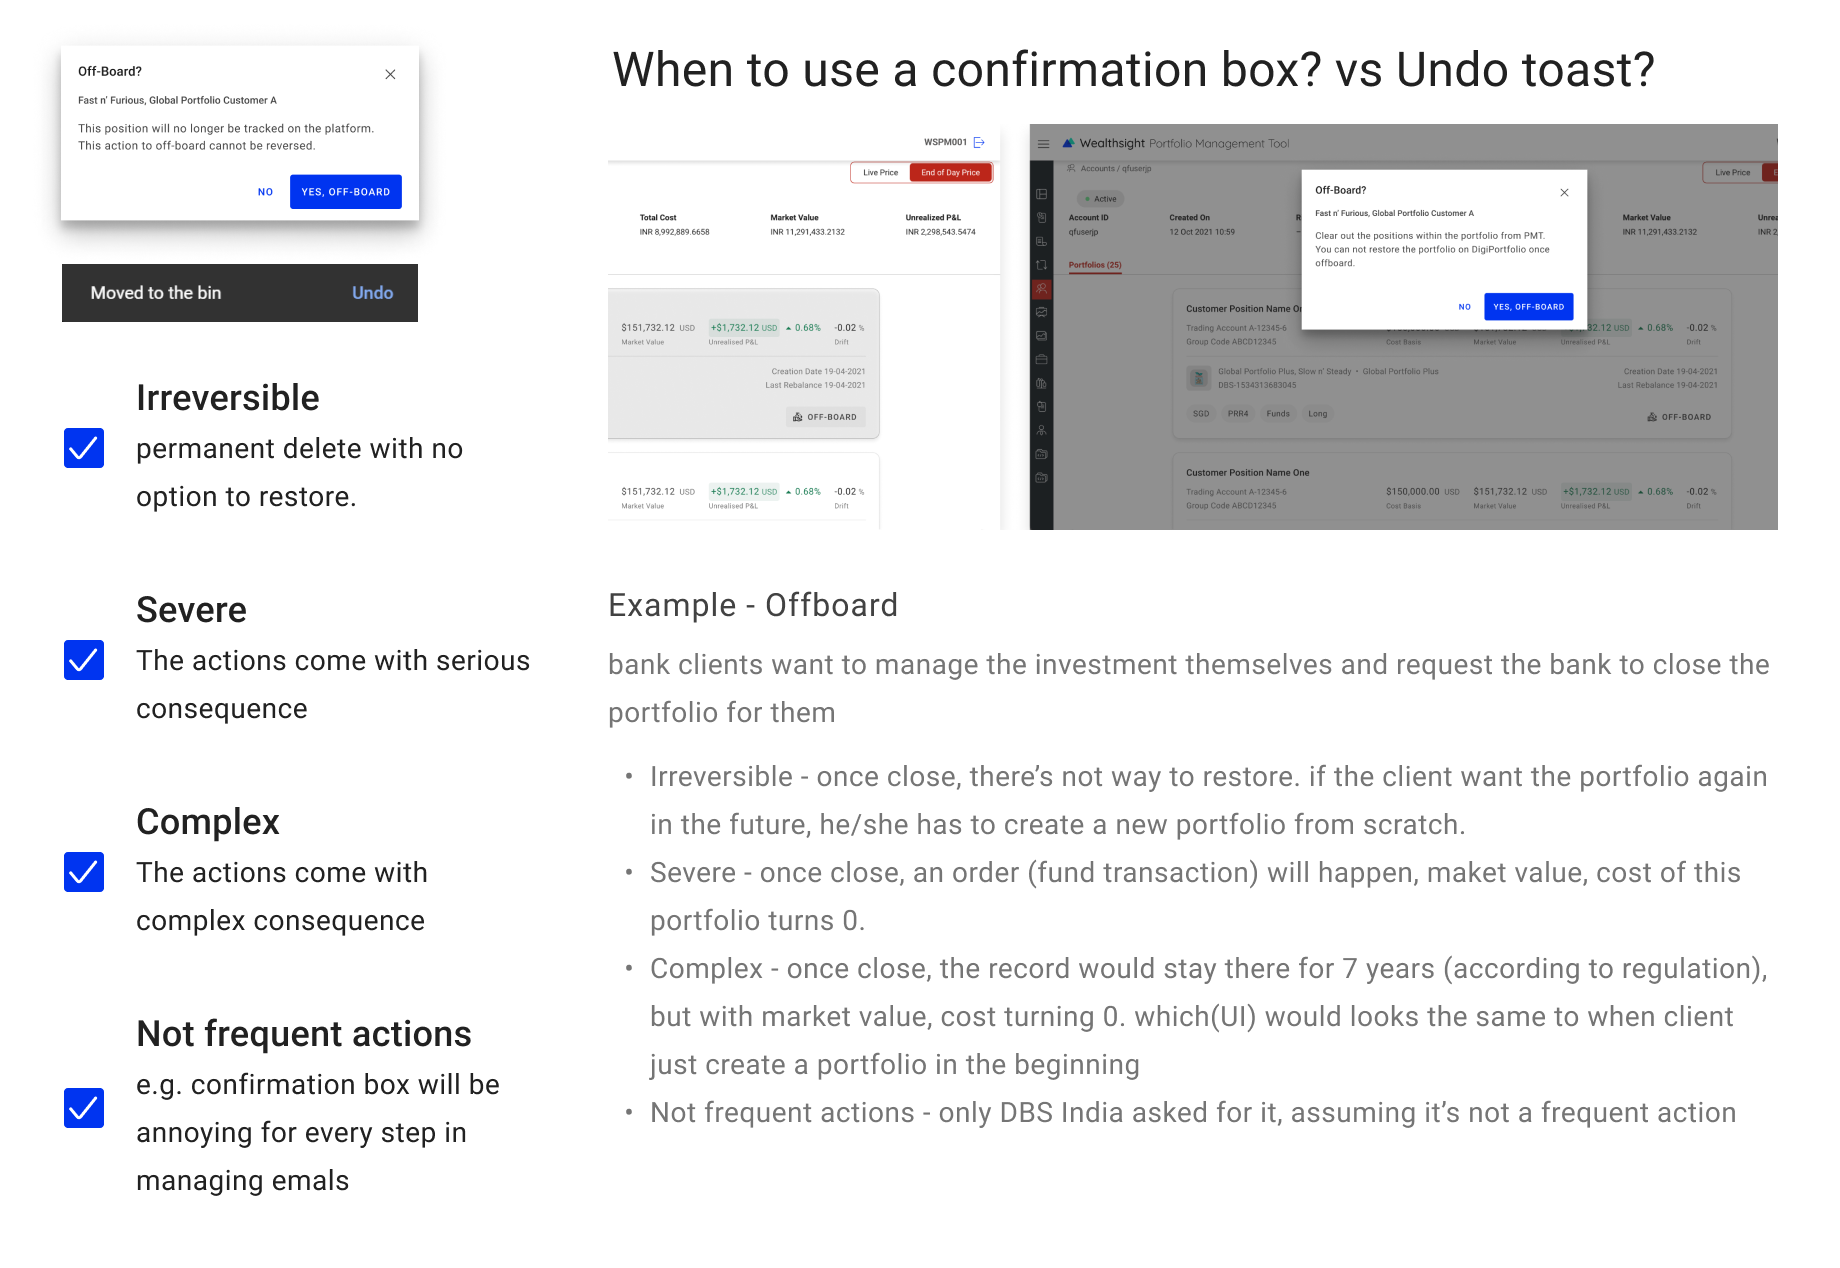 Off-Board?
Fast n' Furious, Global Portfolio Customer A
This position will no longer be tracked on the platform.
This action to off-board cannot be reversed.
NO
YES, OFF-BOARD
Moved to the bin
Undo
Irreversible
permanent delete with no
option to restore.
Severe
The actions come with serious
consequence
Complex
The actions come with
complex consequence
Not frequent actions
e.g. confirmation box will be
annoying for every step in
managing emals
When to use a confirmation box? vs Undo toast?
WSPM001
Live Price
End of Day Price
Total Cost
Market Value
Unrealized P&L
INR 8,992,889.6658
INR 11,291,433.2132
INR 2,298,543.5474
$151,732.12 USD
+$1,732.12 USD
0.68%
-0.02 %
Market Value
Unrealised P&L
Drift
Creation Date 19-04-2021
Last Rebalance 19-04-2021
OFF-BOARD
$151,732.12 USD
+$1,732.12 USD
0.68%
-0.02 %
Market Value
Unrealised P&L
Drift
Wealthsight Portfolio Management Tool
Accounts / qfuserjp
Live Price
Active
Account ID
Created On
Market Value
qfuserjp
12 Oct 2021 10:59
INR 11,291,433.2132
INR 2,
Portfolios (25)
Off-Board?
Fast n' Furious, Global Portfolio Customer A
Clear out the positions within the portfolio from PMT.
You can not restore the portfolio on DigiPortfolio once
offboard.
NO
YES, OFF-BOARD
Customer Position Name
Trading Account A-12345-6
Group Code ABCD12345
Cost Basis
Market Value
Unrealised P&L
0.68%
-0.02 %
Drift
Global Portfolio Plus, Slow n' Steady • Global Portfolio Plus
DBS-1534313683045
Creation Date 19-04-2021
Last Rebalance 19-04-2021
SGD
PRR4
Funds
Long
OFF-BOARD
Customer Position Name One
Trading Account A-12345-6
Group Code ABCD12345
$150,000.00 USD
$151,732.12 USD
+$1,732.12 USD
0.68%
-0.02 %
Cost Basis
Market Value
Unrealised P&L
Drift
Example - Offboard
bank clients want to manage the investment themselves and request the bank to close the
portfolio for them
• Irreversible - once close, there's not way to restore. if the client want the portfolio again
in the future, he/she has to create a new portfolio from scratch.
• Severe - once close, an order (fund transaction) will happen, maket value, cost of this
portfolio turns 0.
• Complex - once close, the record would stay there for 7 years (according to regulation),
but with market value, cost turning 0. which(UI) would looks the same to when client
just create a portfolio in the beginning
• Not frequent actions - only DBS India asked for it, assuming it's not a frequent action